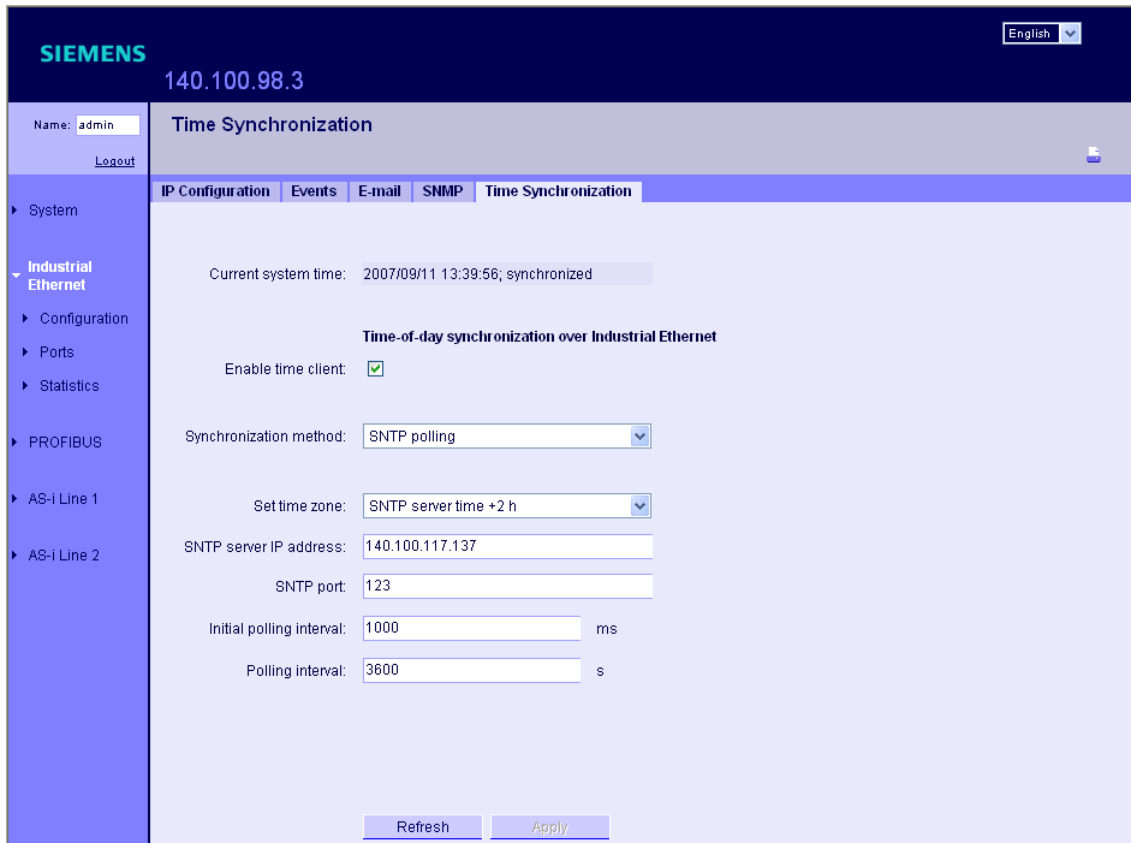 English
SIEMENS
140.100.98.3
Name: admin
Logout
Time Synchronization
IP Configuration Events E-mail SNMP Time Synchronization
System
Industrial
Ethernet
Configuration
Ports
Statistics
PROFIBUS
AS-i Line 1
AS-i Line 2
Current system time: 2007/09/11 13:39:56; synchronized
Time-of-day synchronization over Industrial Ethernet
Enable time client:
Synchronization method: SNTP polling
Set time zone: SNTP server time +2 h
SNTP server IP address: 140.100.117.137
SNTP port: 123
Initial polling interval: 1000 ms
Polling interval: 3600 s
Refresh Apply